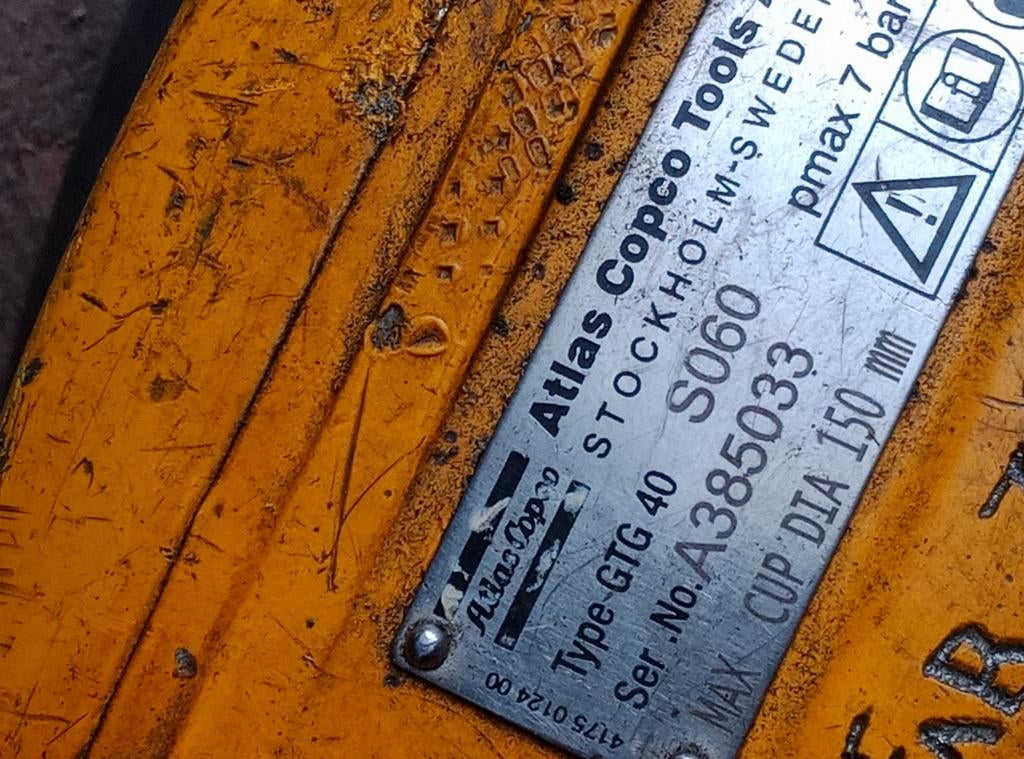 Atlas Copco
Atlas Copco Tools
STOCKHOLM-SWEDEN
Type GTG 40 S060
pmax 7 bar
Ser .No. A385033
MAX CUP DIA 150 mm
4175 0124 00